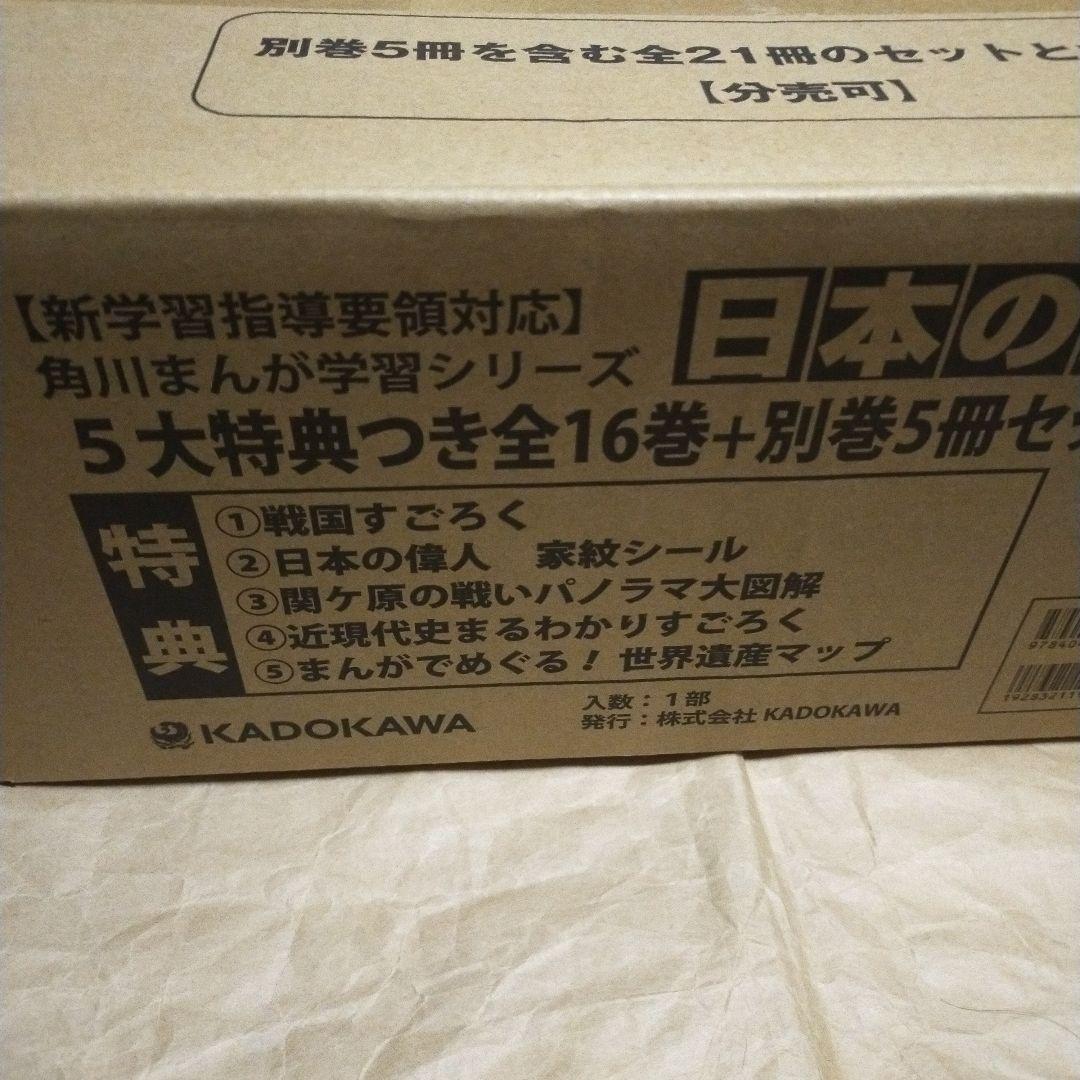 別巻5冊を含む全21冊のセットと
【分売可】
【新学習指導要領対応】
角川まんが学習シリーズ
日本の
5大特典つき全16巻+別巻5冊セ
特典
①戦国すごろく
②日本の偉人 家紋シール
③関ケ原の戦いパノラマ大図解
④近現代史まるわかりすごろく
⑤まんがでめぐる！世界遺産マップ
KADOKAWA
入数：1部
発行：株式会社 KADOKAWA
97840
19283211